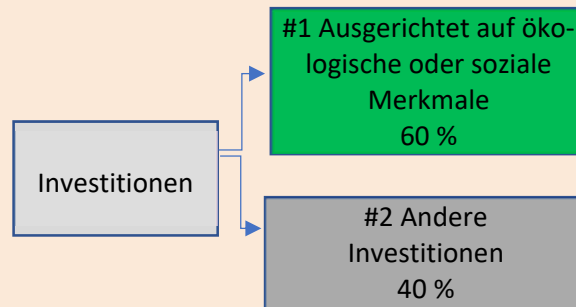 #1 Ausgerichtet auf öko-
logische oder soziale
Merkmale
60 %
Investitionen
#2 Andere
Investitionen
40 %